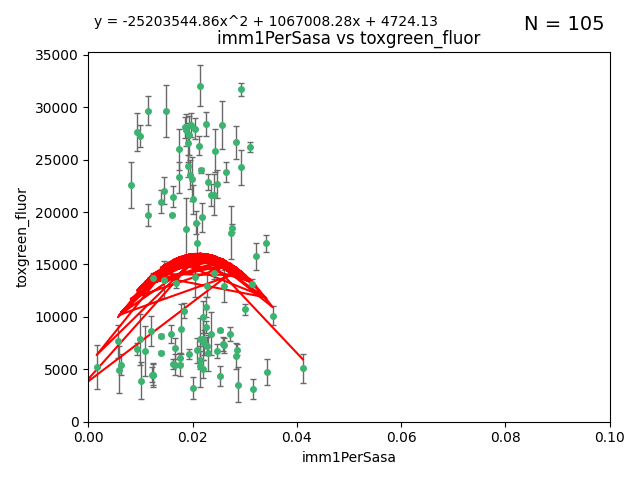 y = -25203544.86x^2 + 1067008.28x + 4724.13
N = 105
imm1PerSasa vs toxgreen_fluor
35000
30000
25000
20000
15000
10000
5000
0
toxgreen_fluor
0.00 0.02 0.04 0.06 0.08 0.10
imm1PerSasa